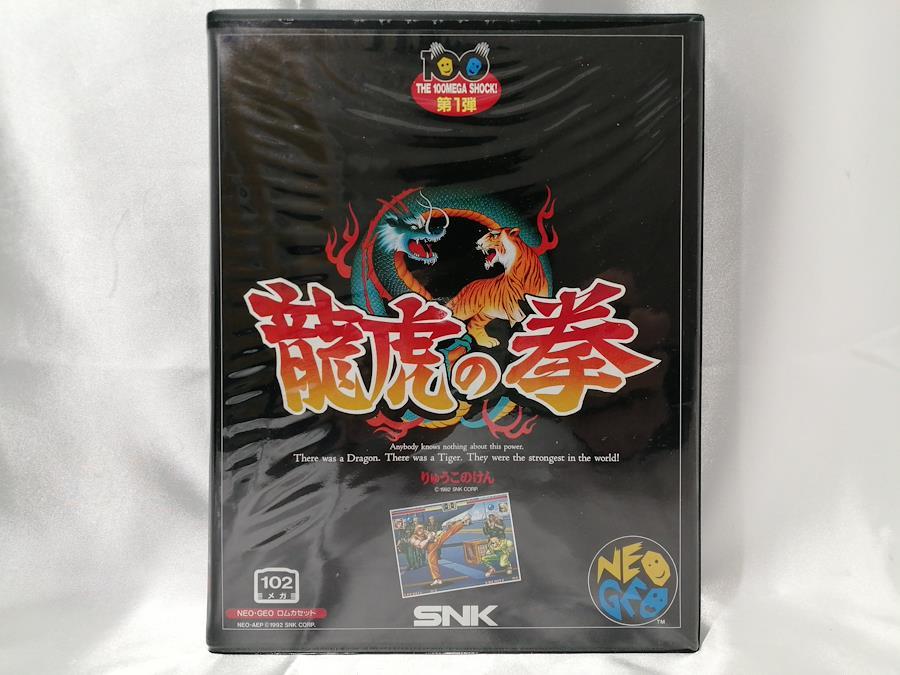 100
THE 100MEGA SHOCK!
第1弾
龍虎の拳
Anybody knows nothing about this power.
There was a Dragon. There was a Tiger. They were the strongest in the world!
りゅうこのけん
©1992 SNK CORP.
102
メガ
NEO・GEO ロムカセット
NEO-AEP ©1992 SNK CORP.
SNK
NEO
GEO
TM